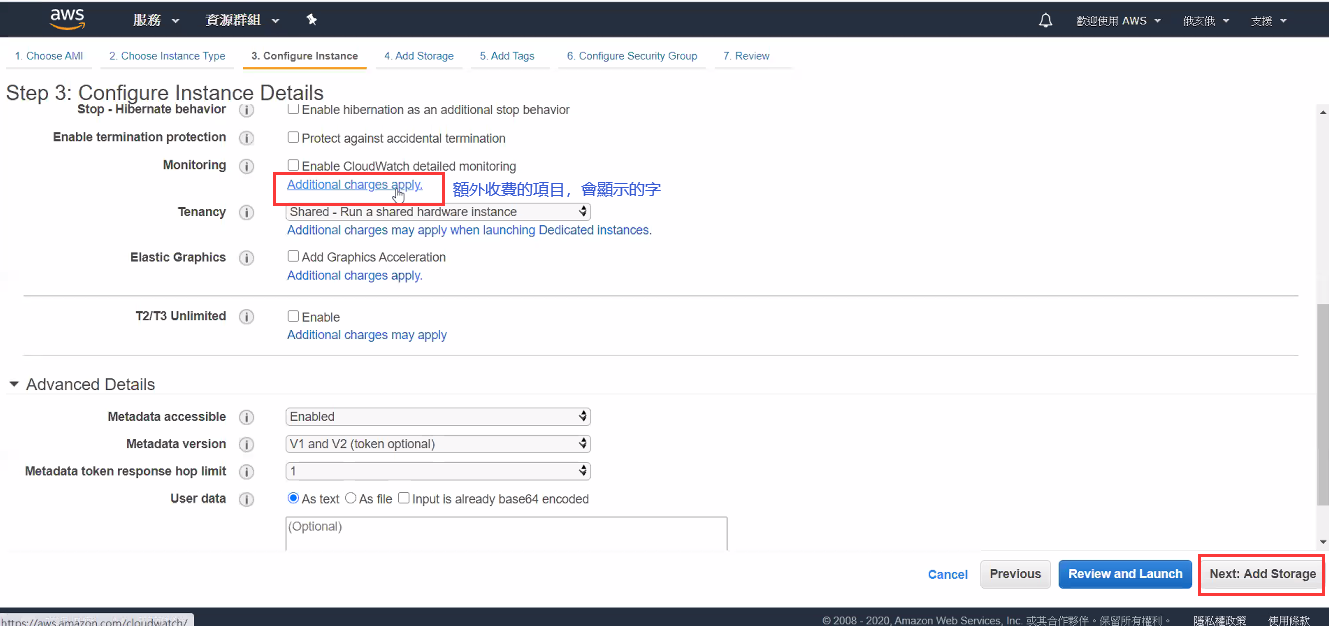 aws 服務 資源群組 歡迎使用 AWS 俄亥俄 支援
1. Choose AMI 2. Choose Instance Type 3. Configure Instance 4. Add Storage 5. Add Tags 6. Configure Security Group 7. Review
Step 3: Configure Instance Details
Stop - Hibernate behavior Enable hibernation as an additional stop behavior
Enable termination protection Protect against accidental termination
Monitoring Enable CloudWatch detailed monitoring
Additional charges apply. 額外收費的項目，會顯示的字
Tenancy Shared - Run a shared hardware instance
Additional charges may apply when launching Dedicated instances.
Elastic Graphics Add Graphics Acceleration
Additional charges apply.
T2/T3 Unlimited Enable
Additional charges may apply
Advanced Details
Metadata accessible Enabled
Metadata version V1 and V2 (token optional)
Metadata token response hop limit 1
User data As text As file Input is already base64 encoded
(Optional)
Cancel Previous Review and Launch Next: Add Storage
https://aws.amazon.com/cloudwatch/ © 2008 - 2020, Amazon Web Services, Inc. 或其合作夥伴。保留所有權利。 隱私權政策 使用條款